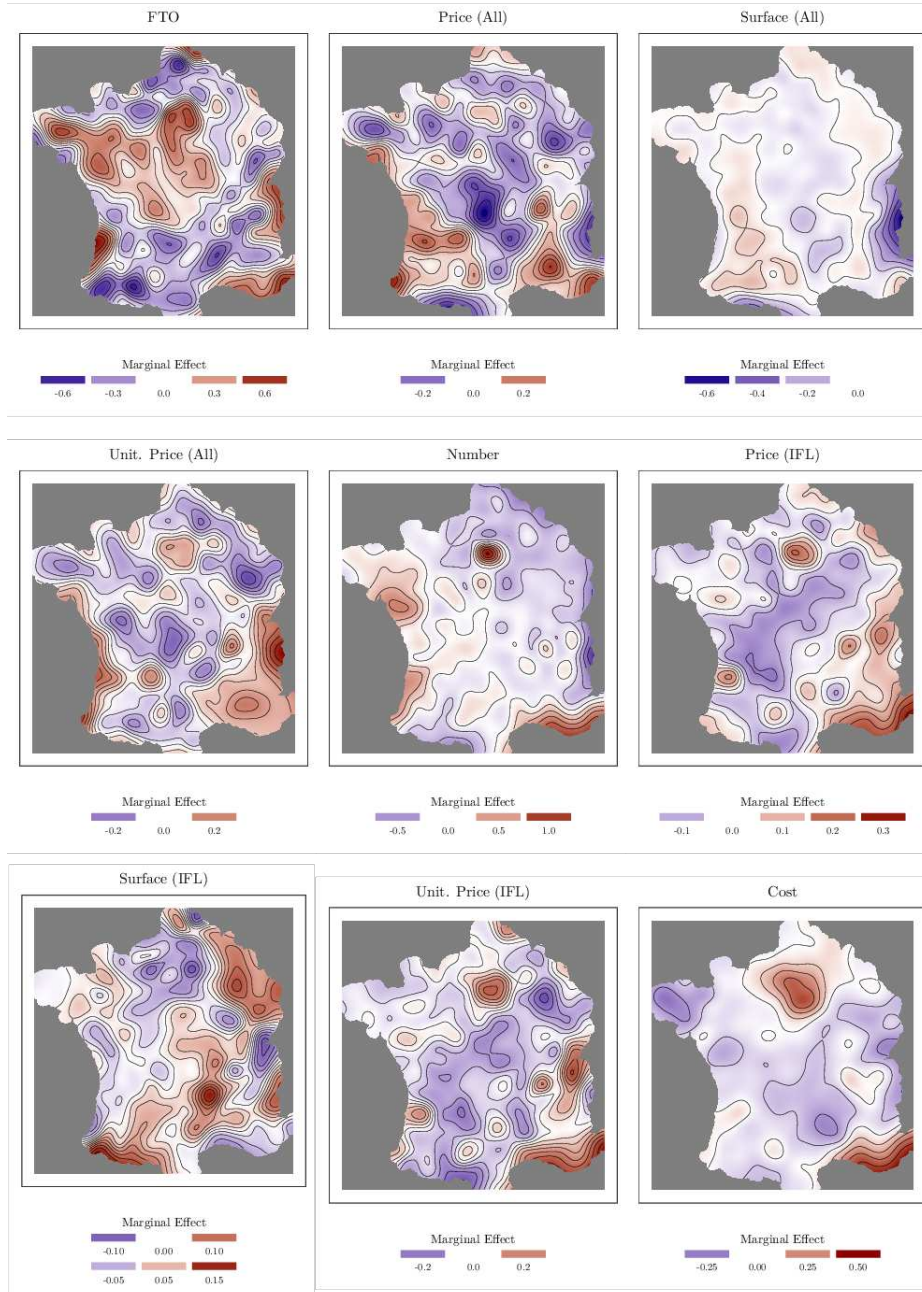 FTO
Price (All)
Surface (All)
Marginal Effect
-0.6 -0.3 0.0 0.3 0.6
Marginal Effect
-0.2 0.0 0.2
Marginal Effect
-0.6 -0.4 -0.2 0.0
Unit. Price (All)
Number
Price (IFL)
Marginal Effect
-0.2 0.0 0.2
Marginal Effect
-0.5 0.0 0.5 1.0
Marginal Effect
-0.1 0.0 0.1 0.2 0.3
Surface (IFL)
Unit. Price (IFL)
Cost
Marginal Effect
-0.10 0.00 0.10
-0.05 0.05 0.15
Marginal Effect
-0.2 0.0 0.2
Marginal Effect
-0.25 0.00 0.25 0.50